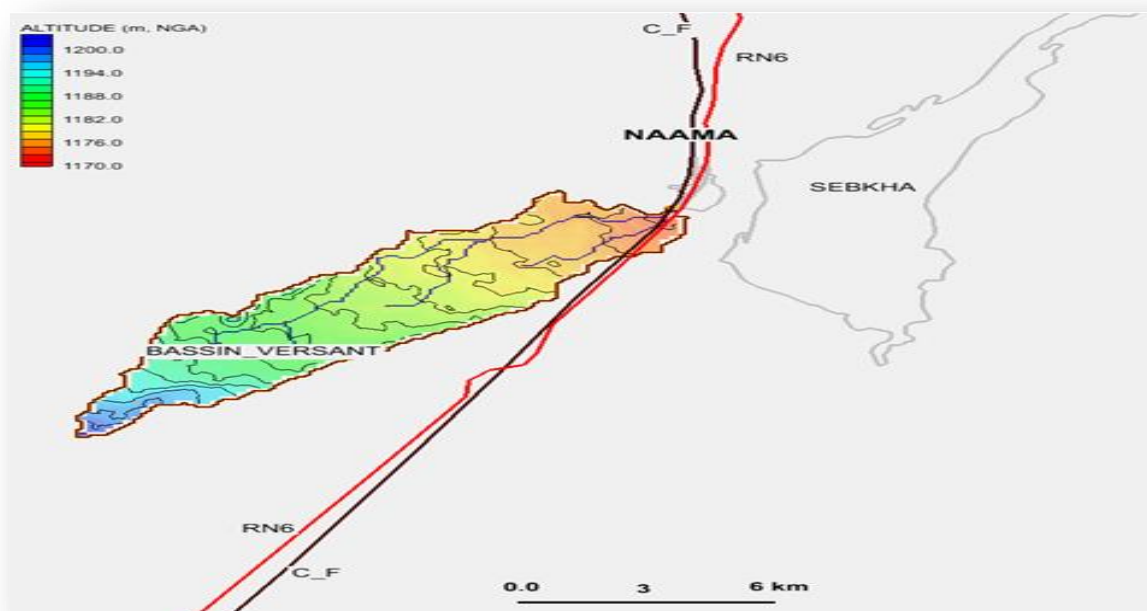 ALTITUDE (m, NGA)
1200.0
1194.0
1188.0
1182.0
1176.0
1170.0
C_F
RN6
NAAMA
SEBKHA
BASSIN_VERSANT
RN6
C_F
0.0 3 6 km